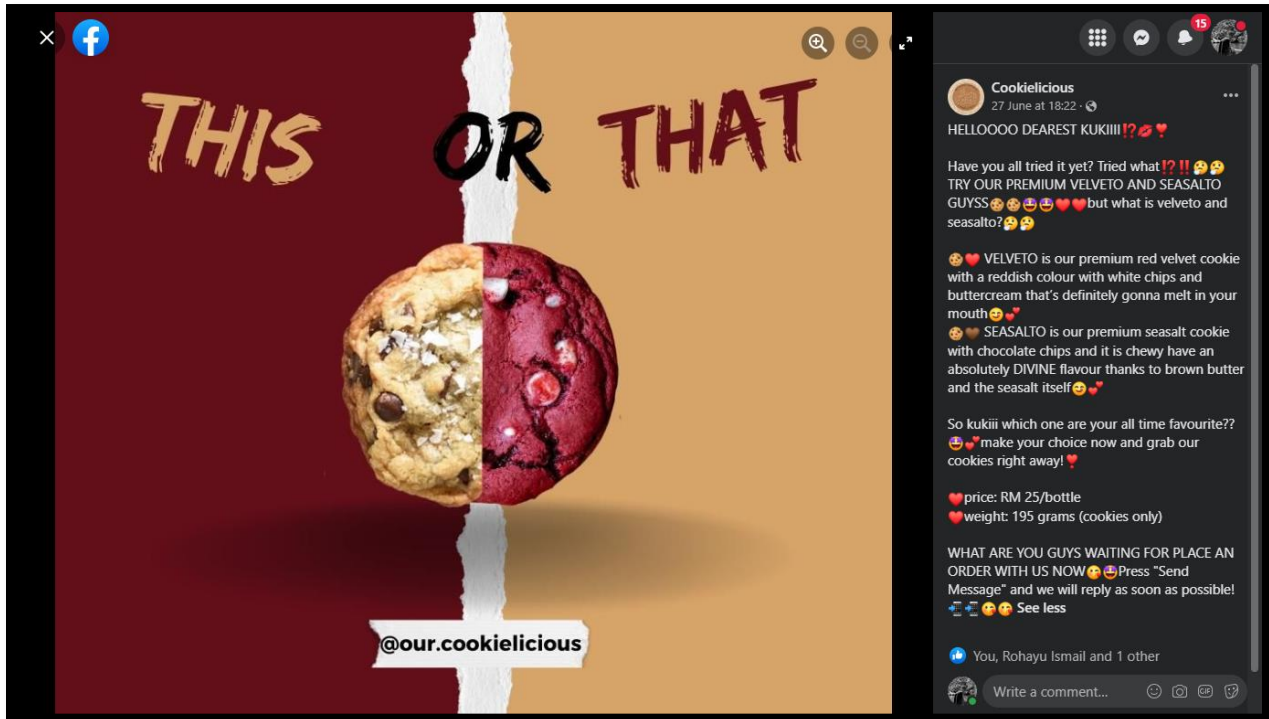 THIS OR THAT
@our.cookielicious
15
Cookielicious
27 June at 18:22 ·
HELLOOOO DEAREST KUKIIII⁉️💋❣️
Have you all tried it yet? Tried what⁉️‼️🤔🤔
TRY OUR PREMIUM VELVETO AND SEASALTO
GUYSS🍪🍪🤩🤩❤️❤️but what is velveto and
seasalto?🤔🤔
🍪❤️ VELVETO is our premium red velvet cookie
with a reddish colour with white chips and
buttercream that's definitely gonna melt in your
mouth😋💕
🍪🤎 SEASALTO is our premium seasalt cookie
with chocolate chips and it is chewy have an
absolutely DIVINE flavour thanks to brown butter
and the seasalt itself😋💕
So kukiii which one are your all time favourite??
🤩💕make your choice now and grab our
cookies right away!❣️
❤️price: RM 25/bottle
❤️weight: 195 grams (cookies only)
WHAT ARE YOU GUYS WAITING FOR PLACE AN
ORDER WITH US NOW😘🤩Press "Send
Message" and we will reply as soon as possible!
📲📲😘😘 See less
You, Rohayu Ismail and 1 other
Write a comment...
GIF